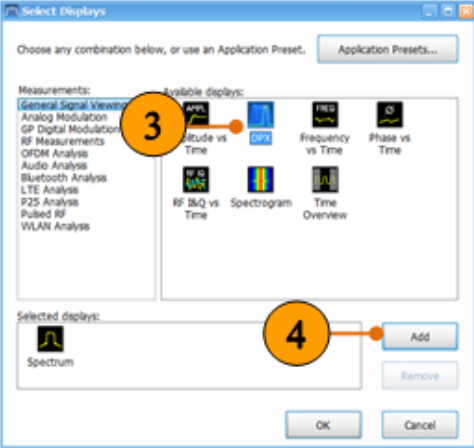 Select Displays
Choose any combination below, or use an Application Preset.
Application Presets...
Measurements:
Available displays:
General Signal Viewing
Analog Modulation
GP Digital Modulation
RF Measurements
OFDM Analysis
Audio Analysis
Bluetooth Analysis
LTE Analysis
P25 Analysis
Pulsed RF
WLAN Analysis
3
AMPL
FREQ
Ø
plitude vs
Time
DPX
Frequency
vs Time
Phase vs
Time
RF IQ
RF I&Q vs
Time
Spectrogram
Time
Overview
Selected displays:
Spectrum
4
Add
Remove
OK
Cancel